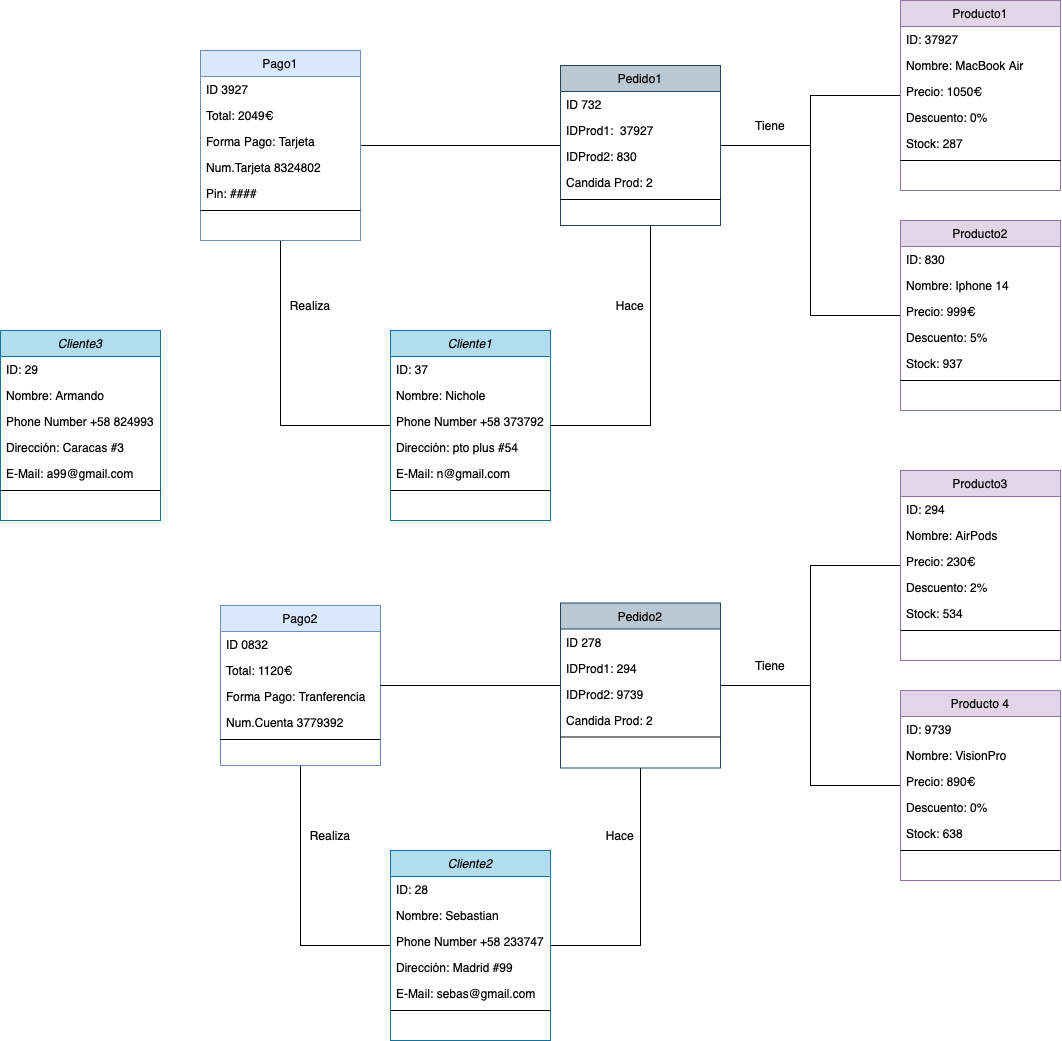 Producto1
ID: 37927
Nombre: MacBook Air
Precio: 1050€
Descuento: 0%
Stock: 287
Pago1
ID 3927
Total: 2049€
Forma Pago: Tarjeta
Num.Tarjeta 8324802
Pin: ####
Pedido1
ID 732
IDProd1:  37927
IDProd2: 830
Candida Prod: 2
Tiene
Producto2
ID: 830
Nombre: Iphone 14
Precio: 999€
Descuento: 5%
Stock: 937
Realiza
Hace
Cliente3
ID: 29
Nombre: Armando
Phone Number +58 824993
Dirección: Caracas #3
E-Mail: a99@gmail.com
Cliente1
ID: 37
Nombre: Nichole
Phone Number +58 373792
Dirección: pto plus #54
E-Mail: n@gmail.com
Producto3
ID: 294
Nombre: AirPods
Precio: 230€
Descuento: 2%
Stock: 534
Pago2
ID 0832
Total: 1120€
Forma Pago: Tranferencia
Num.Cuenta 3779392
Pedido2
ID 278
IDProd1: 294
IDProd2: 9739
Candida Prod: 2
Tiene
Producto 4
ID: 9739
Nombre: VisionPro
Precio: 890€
Descuento: 0%
Stock: 638
Realiza
Hace
Cliente2
ID: 28
Nombre: Sebastian
Phone Number +58 233747
Dirección: Madrid #99
E-Mail: sebas@gmail.com